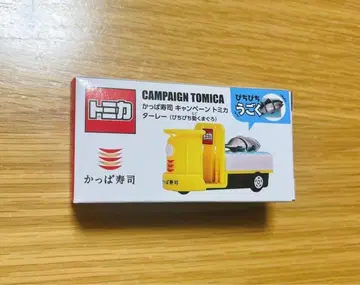 トミカ
CAMPAIGN TOMICA
かっぱ寿司 キャンペーン トミカ
ターレー(ぴちぴち動くまぐろ)
ぴちぴち
うごく
かっぱ寿司